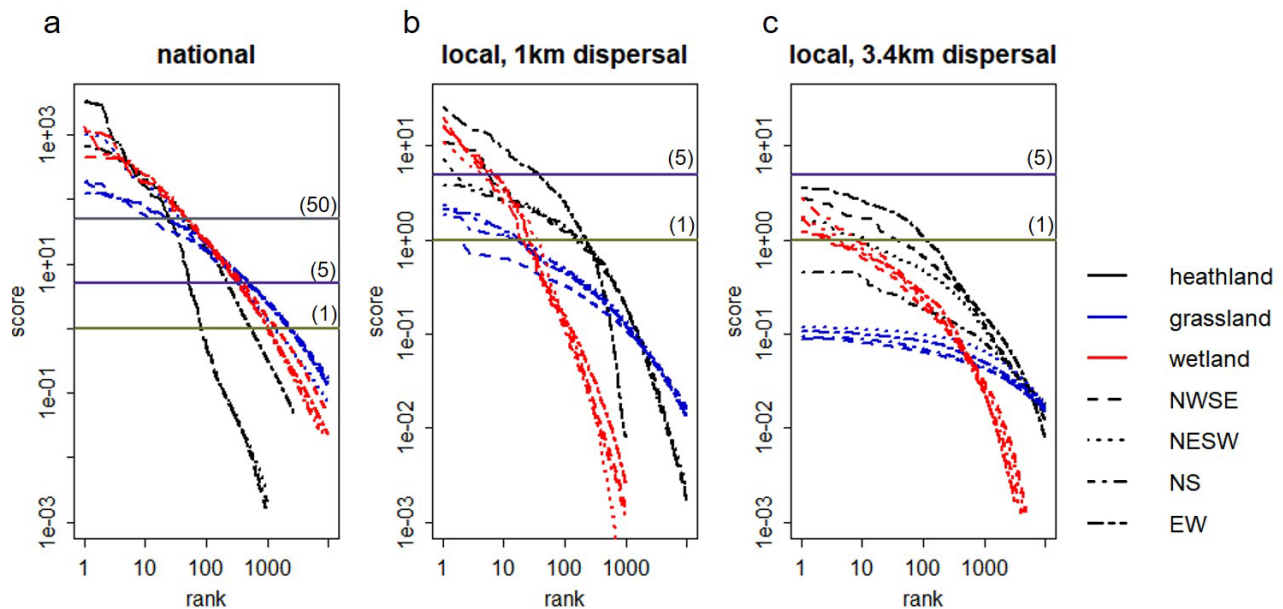 a
national
score
1e+03
1e+01
1e-01
1e-03
(50)
(5)
(1)
1
10
100
1000
rank
b
local, 1km dispersal
score
1e+01
1e+00
1e-01
1e-02
1e-03
(5)
(1)
1
10
100
1000
rank
c
local, 3.4km dispersal
score
1e+01
1e+00
1e-01
1e-02
1e-03
(5)
(1)
1
10
100
1000
rank
heathland
grassland
wetland
NWSE
NESW
NS
EW